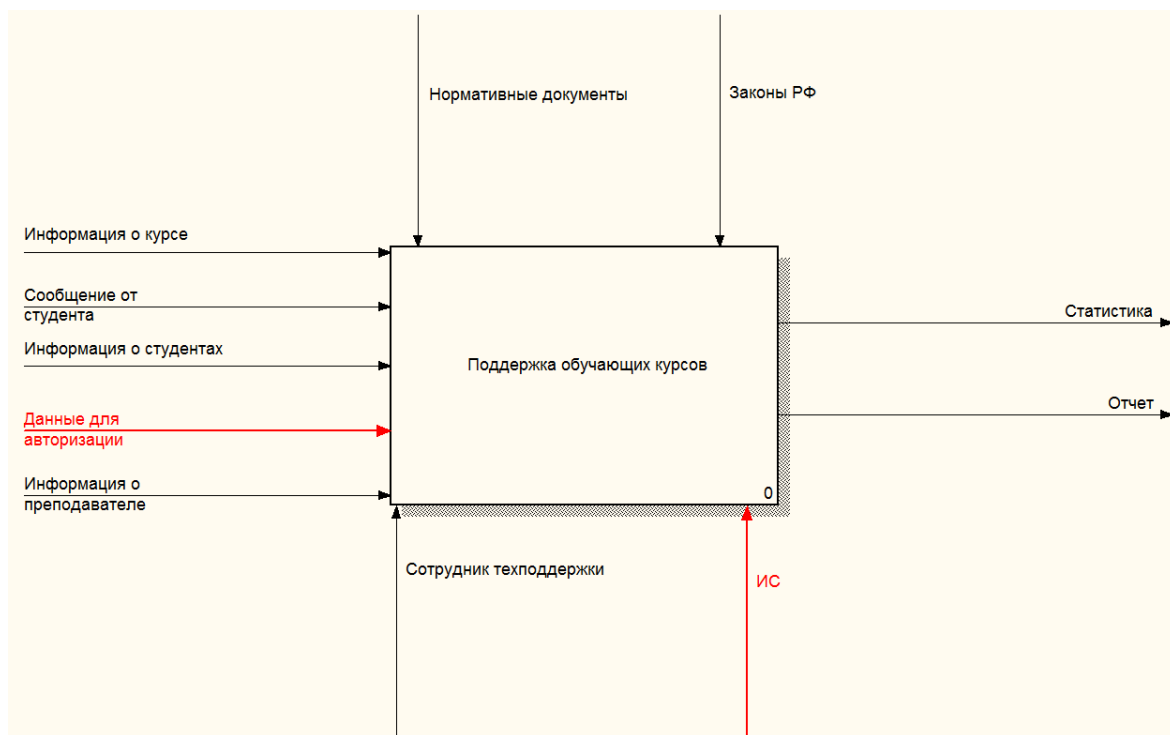 Нормативные документы
Законы РФ
Информация о курсе
Сообщение от
студента
Информация о студентах
Данные для
авторизации
Информация о
преподавателе
Поддержка обучающих курсов
0
Статистика
Отчет
Сотрудник техподдержки
ИС